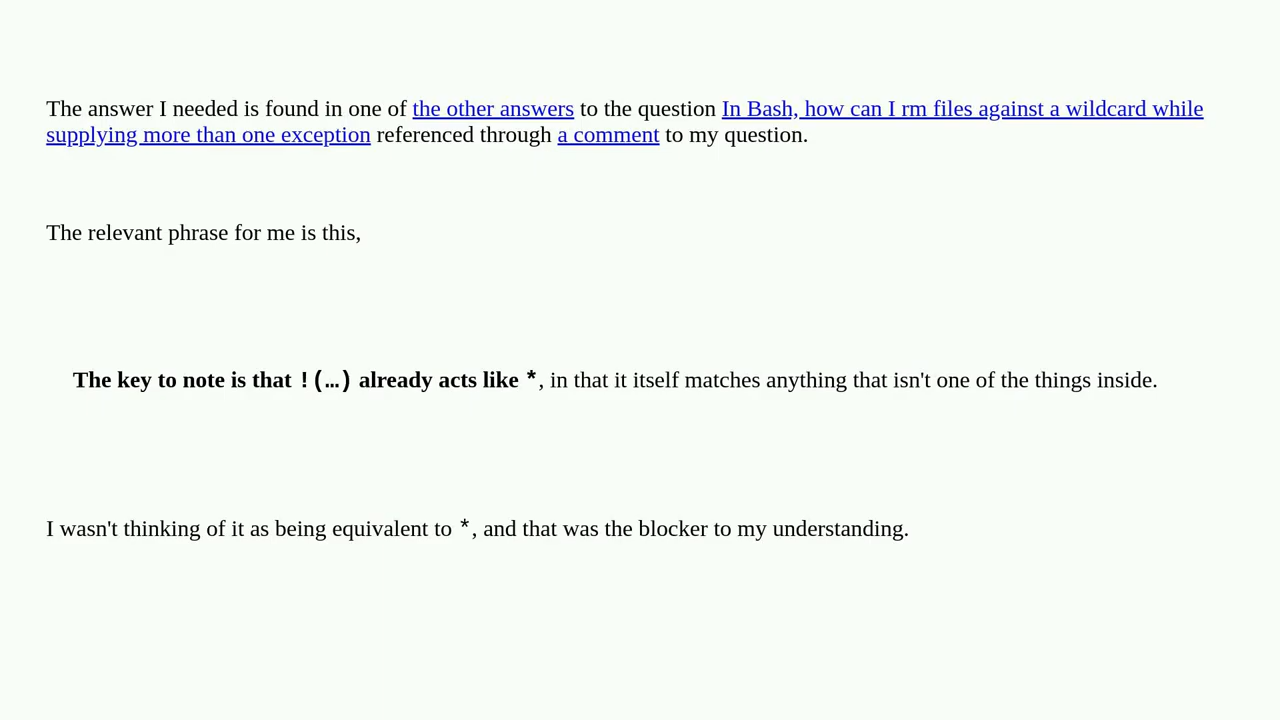 The answer I needed is found in one of the other answers to the question In Bash, how can I rm files against a wildcard while
supplying more than one exception referenced through a comment to my question.
The relevant phrase for me is this,
The key to note is that !(…) already acts like *, in that it itself matches anything that isn't one of the things inside.
I wasn't thinking of it as being equivalent to *, and that was the blocker to my understanding.